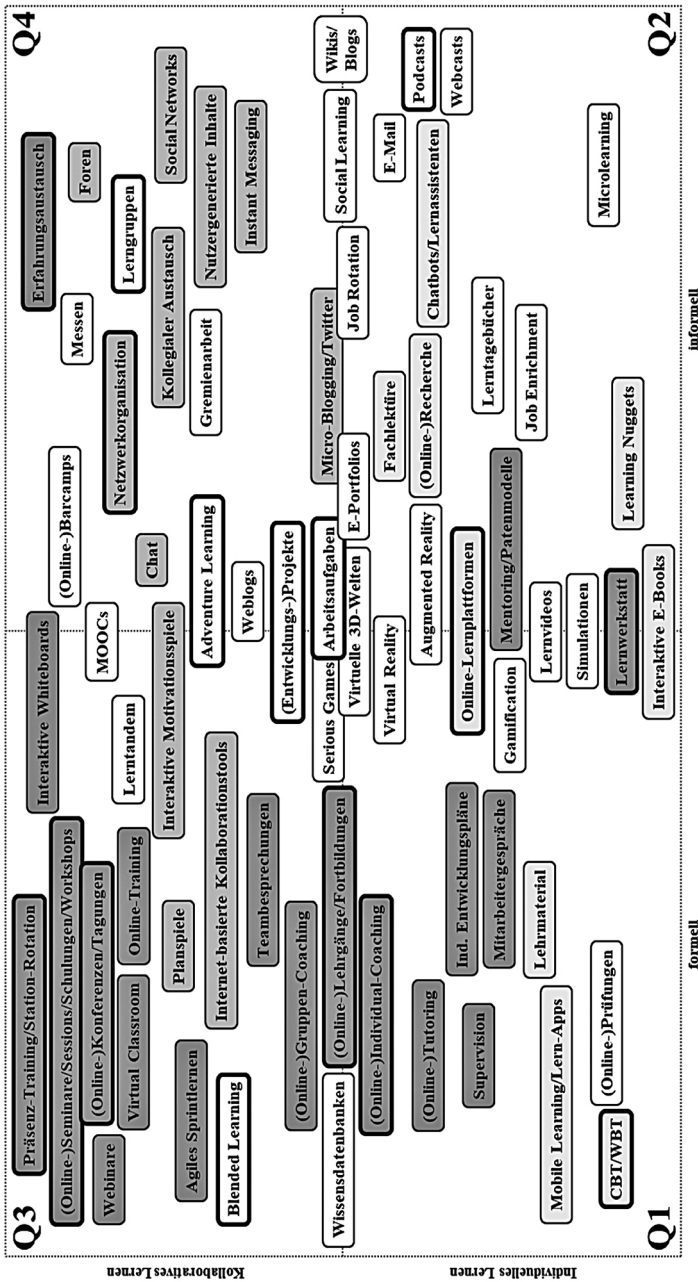 Q3
Q4
Präsenz-Training/Station-Rotation
Interaktive Whiteboards
Erfahrungsaustausch
(Online-)Seminare/Sessions/Schulungen/Workshops
(Online-)Barcamps
Messen
Foren
Webinare
(Online-)Konferenzen/Tagungen
MOOCs
Netzwerkorganisation
Lerngruppen
Virtual Classroom
Online-Training
Lerntandem
Chat
Kollegialer Austausch
Social Networks
Planspiele
Interaktive Motivationsspiele
Agiles Sprintlernen
Adventure Learning
Gremienarbeit
Nutzergenerierte Inhalte
Blended Learning
Internet-basierte Kollaborationstools
Weblogs
Instant Messaging
Teambesprechungen
(Entwicklungs-)Projekte
(Online-)Gruppen-Coaching
Serious Games
Arbeitsaufgaben
Micro-Blogging/Twitter
Wissensdatenbanken
(Online-)Lehrgänge/Fortbildungen
Virtuelle 3D-Welten
E-Portfolios
Job Rotation
Social Learning
Wikis/
Blogs
(Online-)Individual-Coaching
Virtual Reality
Fachlektüre
E-Mail
Podcasts
(Online-)Tutoring
Augmented Reality
(Online-)Recherche
Chatbots/Lernassistenten
Webcasts
Ind. Entwicklungspläne
Online-Lernplattformen
Supervision
Mitarbeitergespräche
Gamification
Mentoring/Patenmodelle
Lerntagebücher
Lehrmaterial
Lernvideos
Job Enrichment
Mobile Learning/Lern-Apps
Simulationen
(Online-)Prüfungen
Lernwerkstatt
Learning Nuggets
Microlearning
CBT/WBT
Interaktive E-Books
Q1
Q2
Kollaboratives Lernen
Individuelles Lernen
formell
informell